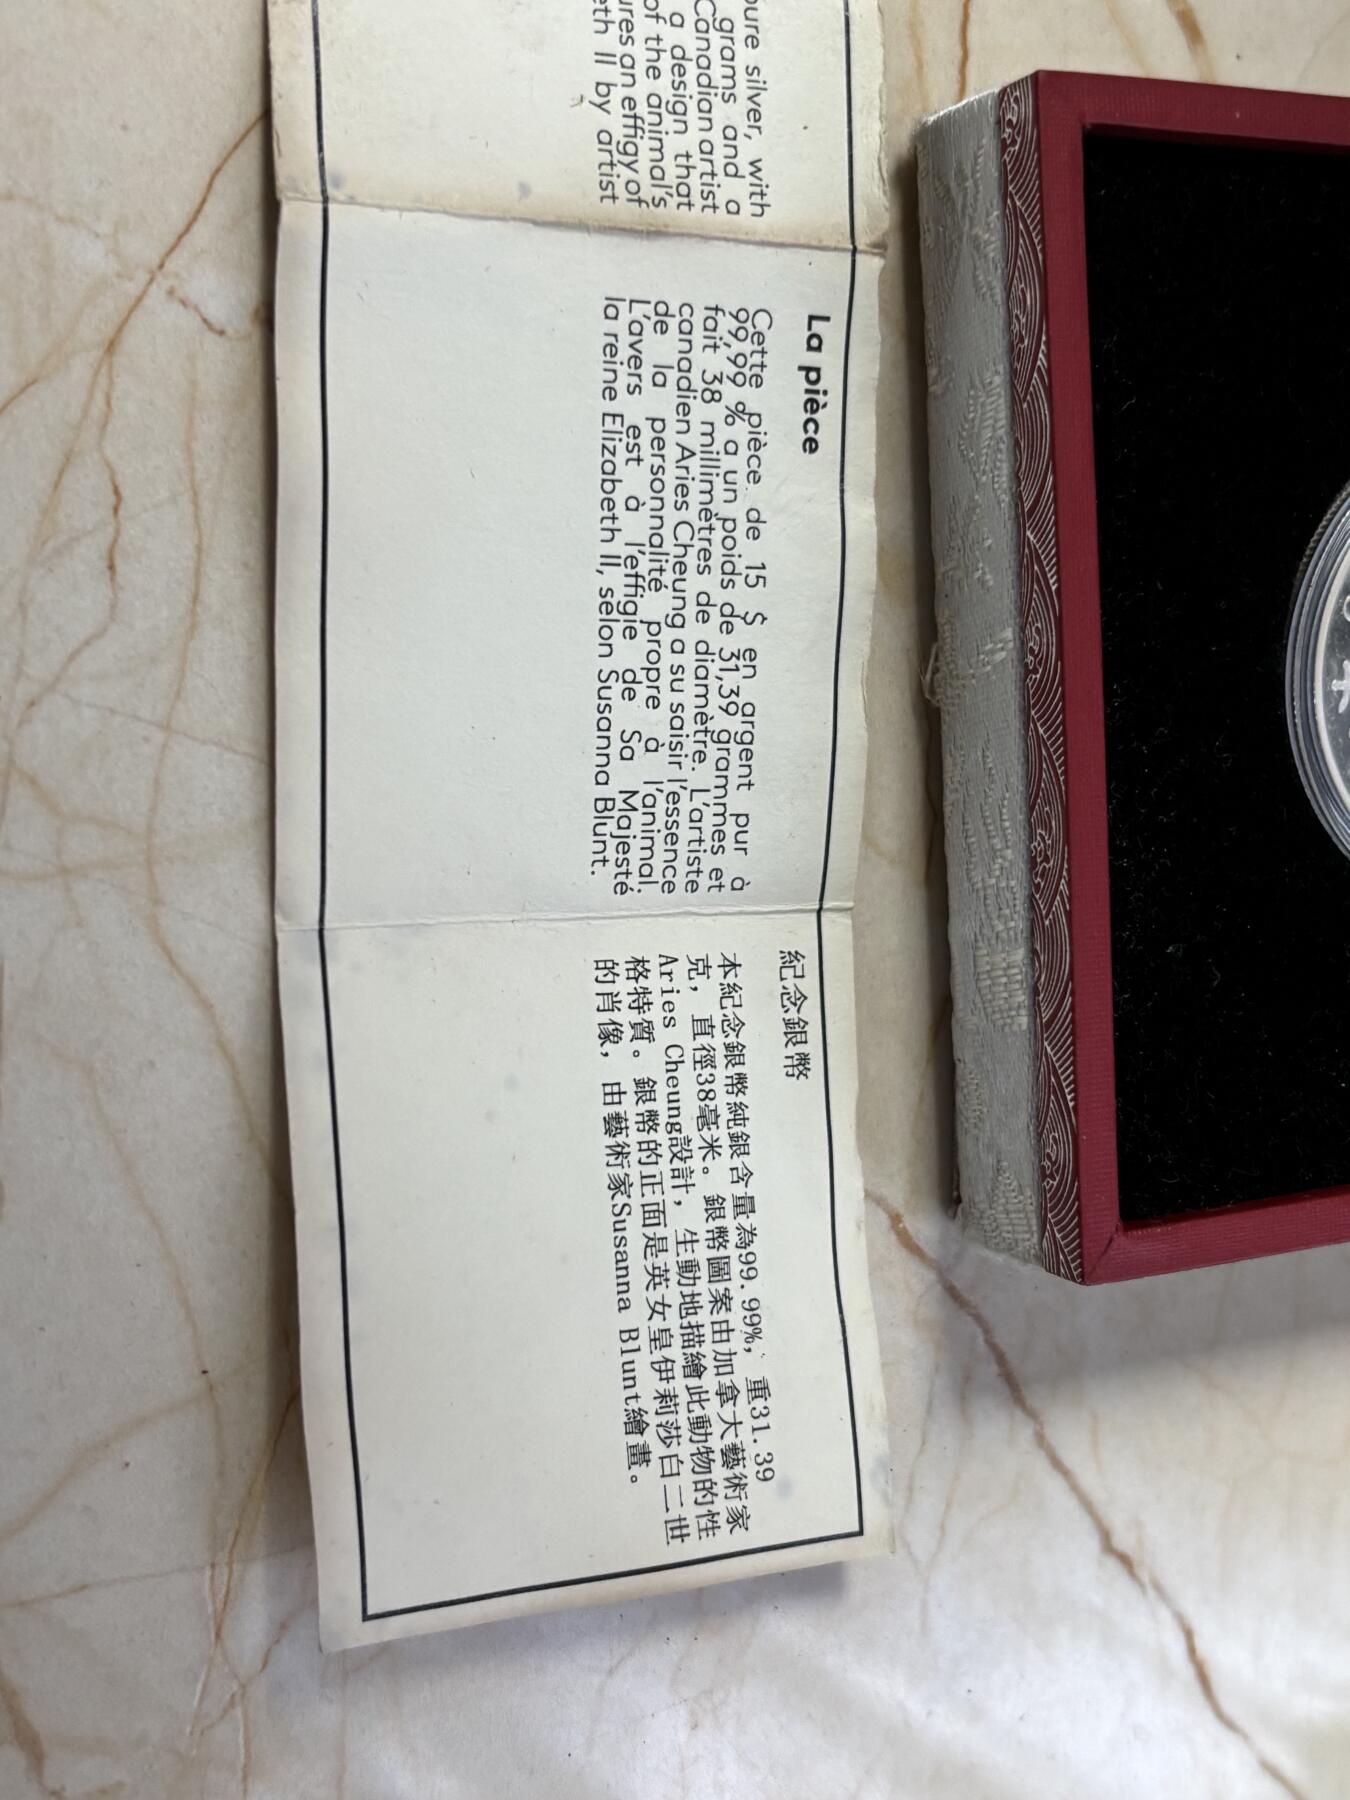 pure silver, with
grams and a
Canadian artist
a design that
of the animal's
an effigy of
II by artist
La pièce
Cette pièce de 15 $ en argent pur à
99,99 % a un poids de 31,39 grammes et
fait 38 millimètres de diamètre. L'artiste
canadien Aries Cheung a su saisir l'essence
de la personnalité propre à l'animal.
L'avers est à l'effigie de Sa Majesté
la reine Elizabeth II, selon Susanna Blunt.
紀念銀幣
本紀念銀幣純銀含量為99.99%，重31.39
克，直徑38毫米。銀幣圖案由加拿大藝術家
Aries Cheung設計，生動地描繪此動物的性
格特質。銀幣的正面是英女皇伊莉莎白二世
的肖像，由藝術家Susanna Blunt繪畫。